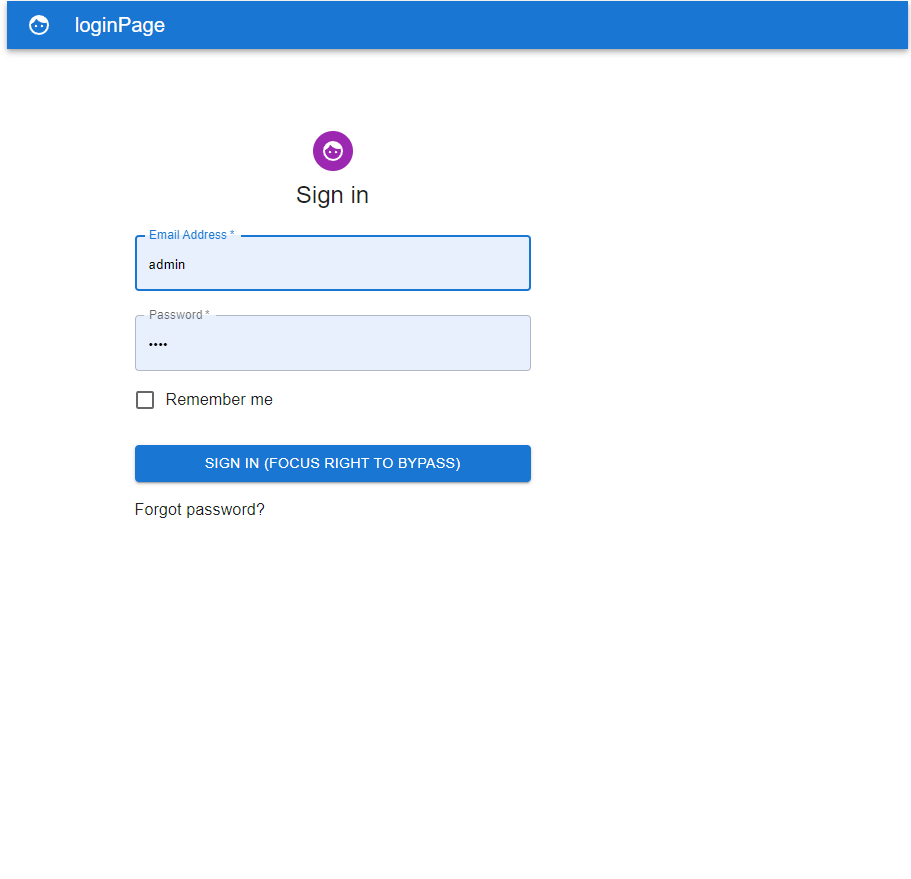 loginPage
Sign in
Email Address *
admin
Password *
••••
Remember me
SIGN IN (FOCUS RIGHT TO BYPASS)
Forgot password?